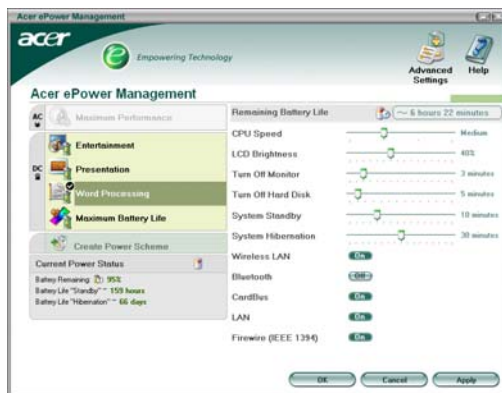 Acer ePower Management
acer
Empowering Technology
Advanced Settings
Help
Acer ePower Management
AC
Maximum Performance
DC
Entertainment
Presentation
Word Processing
Maximum Battery Life
Create Power Scheme
Current Power Status
Battery Remaining: 95%
Battery Life "Standby" ~ 159 hours
Battery Life "Hibernation" ~ 66 days
Remaining Battery Life ~ 6 hours 22 minutes
CPU Speed Medium
LCD Brightness 40%
Turn Off Monitor 3 minutes
Turn Off Hard Disk 5 minutes
System Standby 10 minutes
System Hibernation 30 minutes
Wireless LAN On
Bluetooth Off
CardBus On
LAN On
Firewire (IEEE 1394) On
OK Cancel Apply